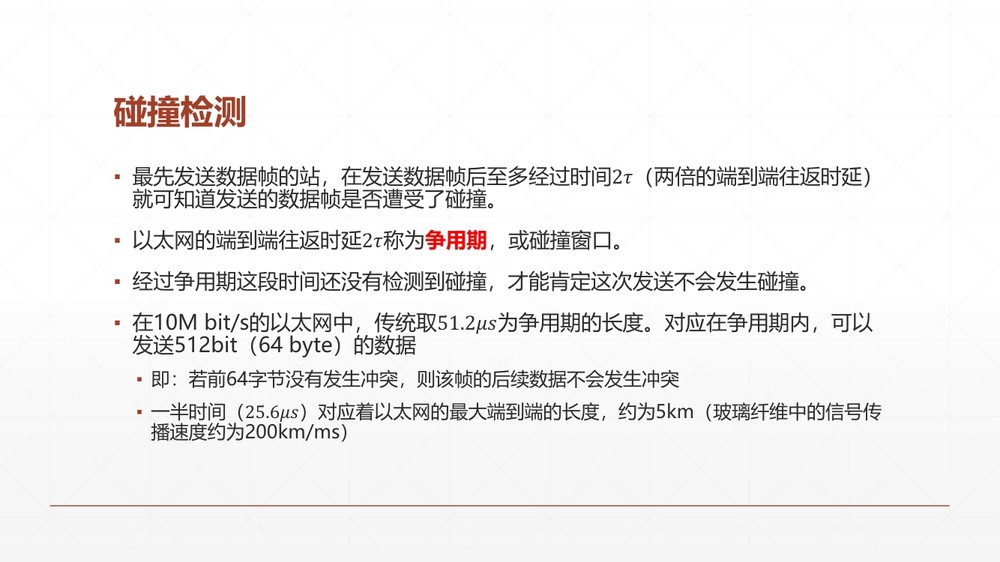 碰撞检测
▪ 最先发送数据帧的站，在发送数据帧后至多经过时间2𝜏（两倍的端到端往返时延）
就可知道发送的数据帧是否遭受了碰撞。
▪ 以太网的端到端往返时延2𝜏称为争用期，或碰撞窗口。
▪ 经过争用期这段时间还没有检测到碰撞，才能肯定这次发送不会发生碰撞。
▪ 在10M bit/s的以太网中，传统取51.2𝜇𝑠为争用期的长度。对应在争用期内，可以
发送512bit（64 byte）的数据
▪ 即：若前64字节没有发生冲突，则该帧的后续数据不会发生冲突
▪ 一半时间（25.6𝜇𝑠）对应着以太网的最大端到端的长度，约为5km（玻璃纤维中的信号传
播速度约为200km/ms）